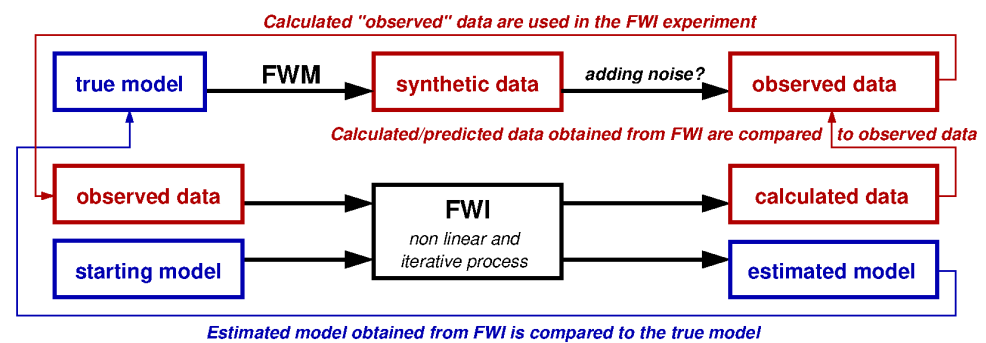 Calculated "observed" data are used in the FWI experiment
true model
FWM
synthetic data
adding noise?
observed data
Calculated/predicted data obtained from FWI are compared to observed data
observed data
FWI
calculated data
non linear and
iterative process
starting model
estimated model
Estimated model obtained from FWI is compared to the true model